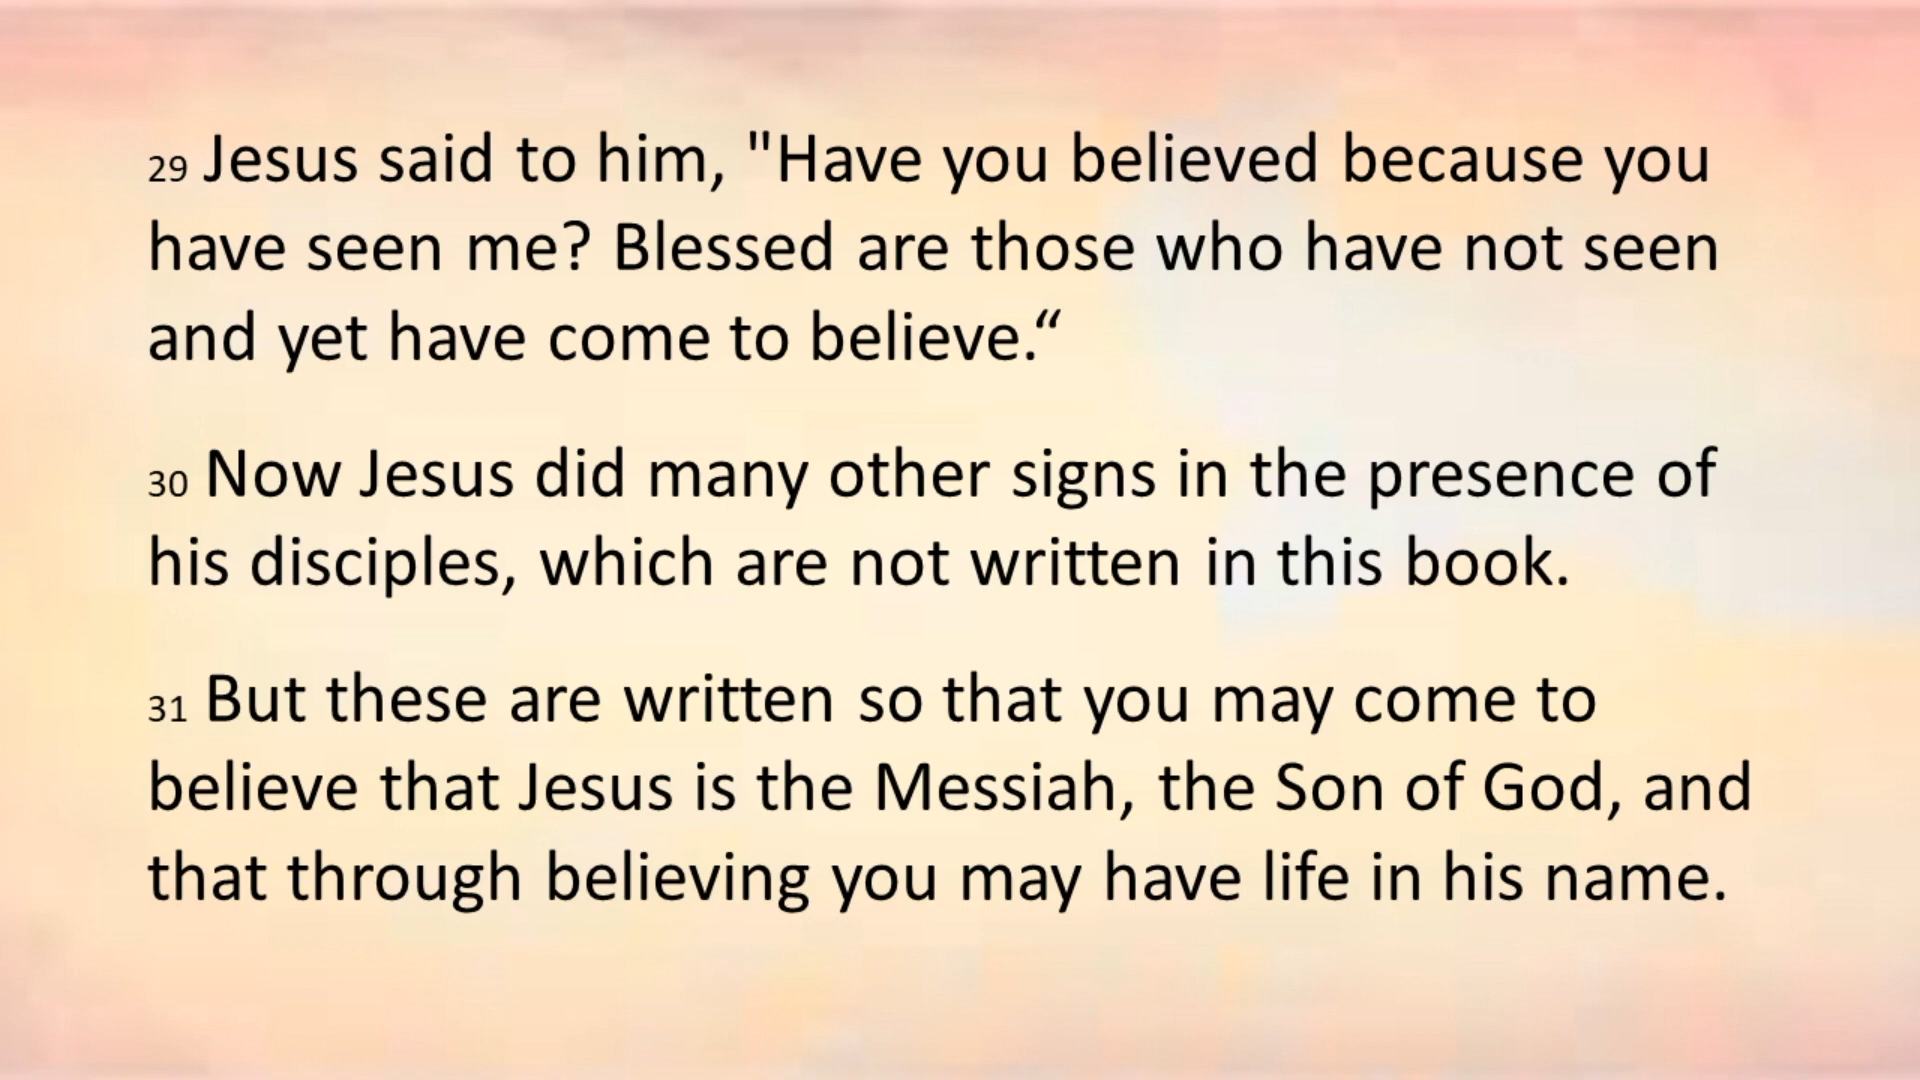 29 Jesus said to him, "Have you believed because you
have seen me? Blessed are those who have not seen
and yet have come to believe.“
30 Now Jesus did many other signs in the presence of
his disciples, which are not written in this book.
31 But these are written so that you may come to
believe that Jesus is the Messiah, the Son of God, and
that through believing you may have life in his name.